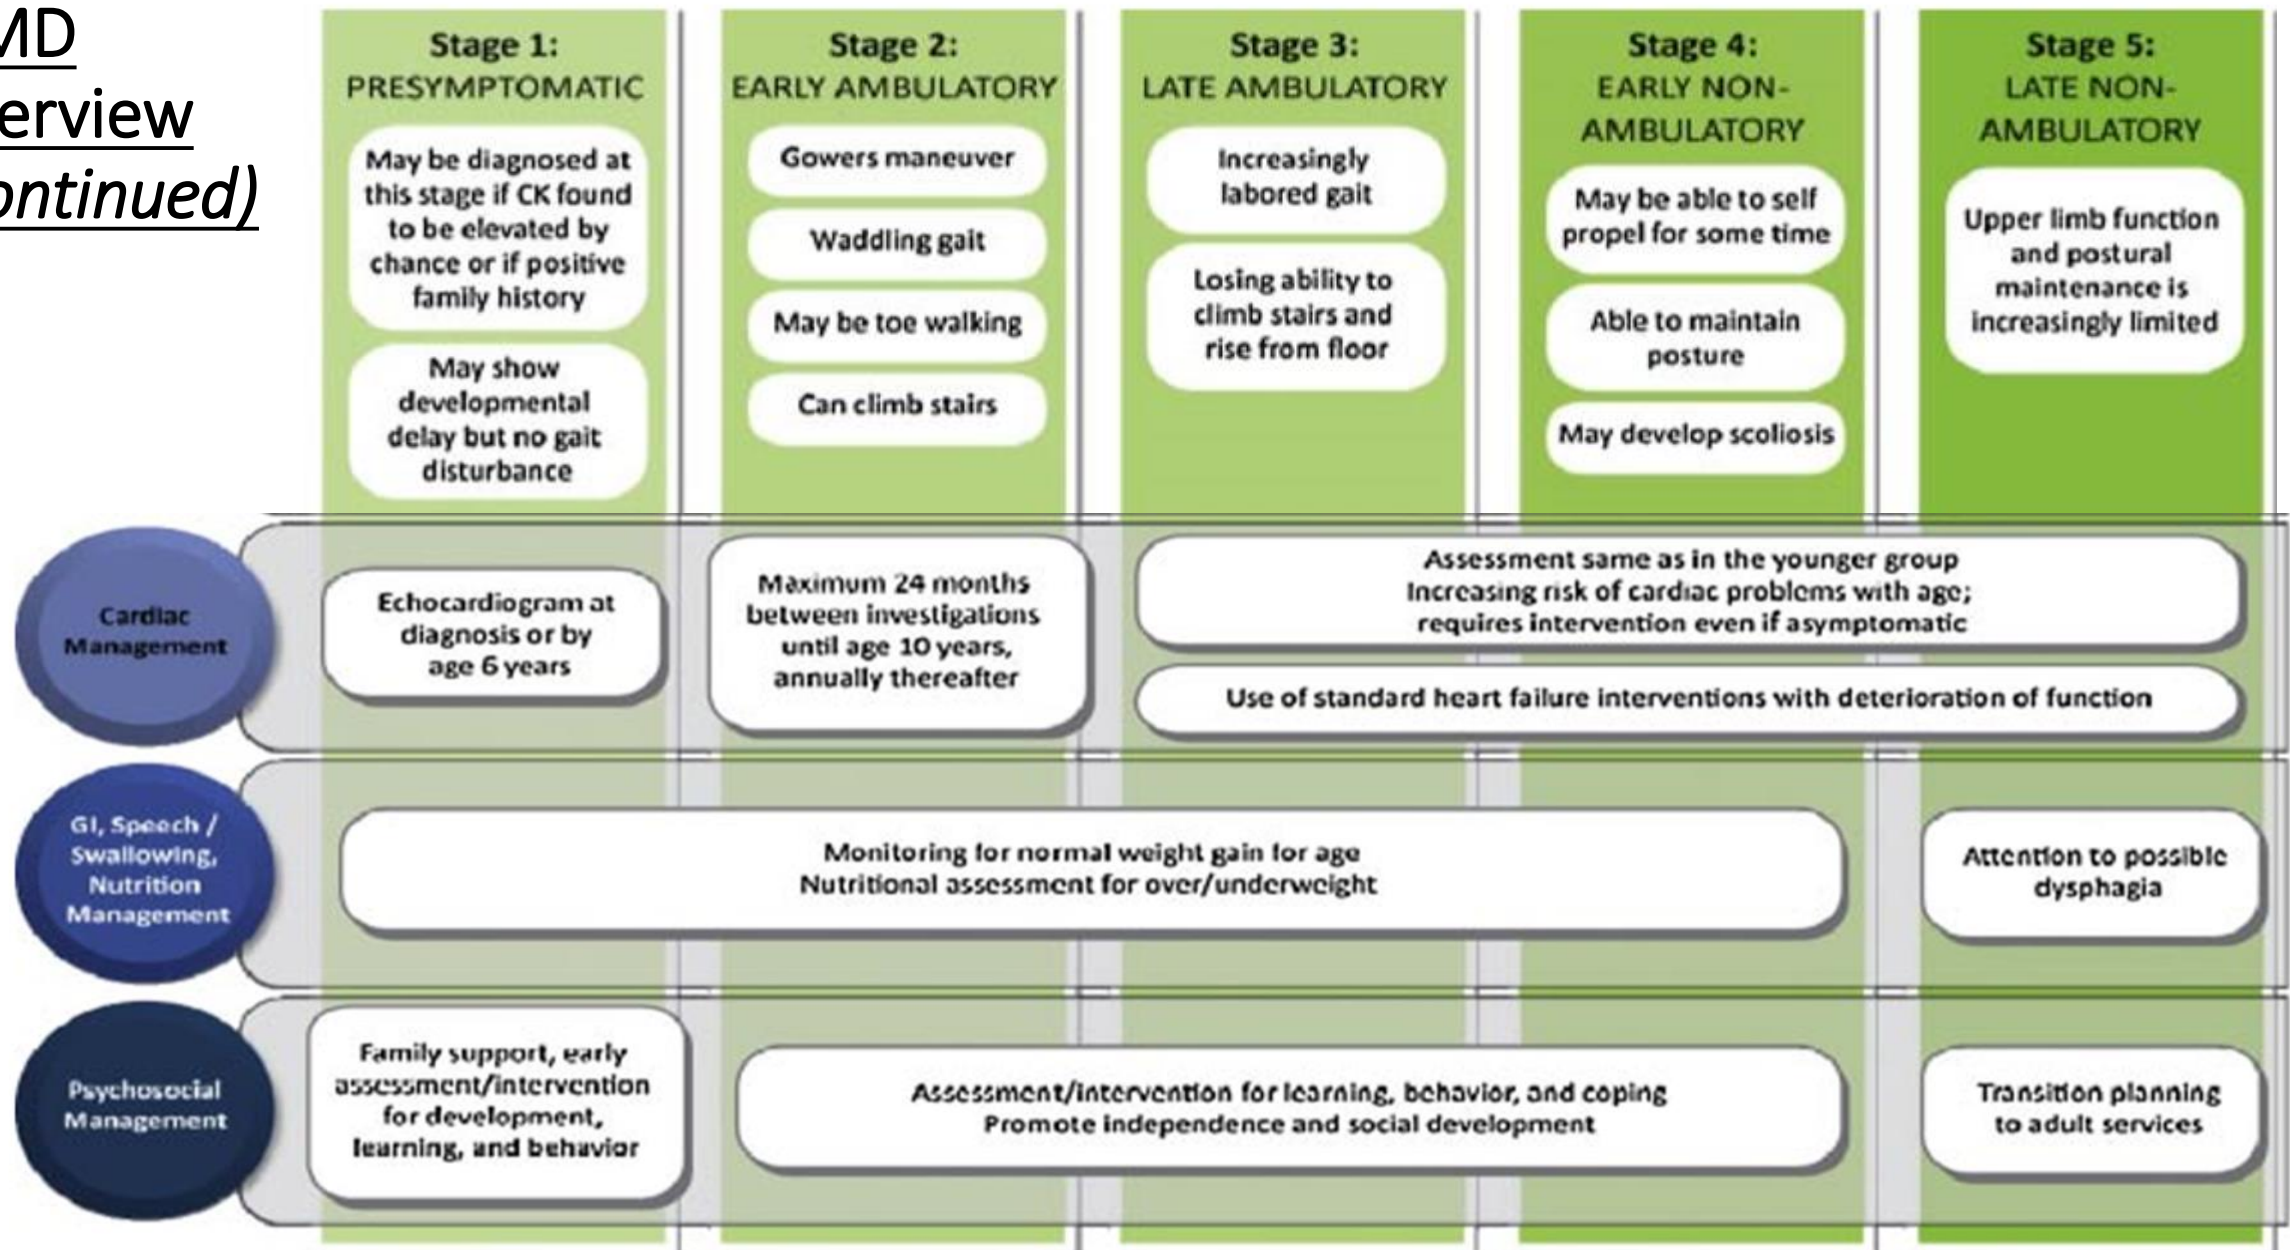 MD
erview
ontinued)
Stage 1:
PRESYMPTOMATIC
May be diagnosed at
this stage if CK found
to be elevated by
chance or if positive
family history
May show
developmental
delay but no gait
disturbance
Stage 2:
EARLY AMBULATORY
Gowers maneuver
Waddling gait
May be toe walking
Can climb stairs
Stage 3:
LATE AMBULATORY
Increasingly
labored gait
Losing ability to
climb stairs and
rise from floor
Stage 4:
EARLY NON-
AMBULATORY
May be able to self
propel for some time
Able to maintain
posture
May develop scoliosis
Stage 5:
LATE NON-
AMBULATORY
Upper limb function
and postural
maintenance is
increasingly limited
Cardiac
Management
Echocardiogram at
diagnosis or by
age 6 years
Maximum 24 months
between investigations
until age 10 years,
annually thereafter
Assessment same as in the younger group
Increasing risk of cardiac problems with age;
requires intervention even if asymptomatic
Use of standard heart failure interventions with deterioration of function
GI, Speech /
Swallowing,
Nutrition
Management
Monitoring for normal weight gain for age
Nutritional assessment for over/underweight
Attention to possible
dysphagia
Psychosocial
Management
Family support, early
assessment/intervention
for development,
learning, and behavior
Assessment/intervention for learning, behavior, and coping
Promote independence and social development
Transition planning
to adult services